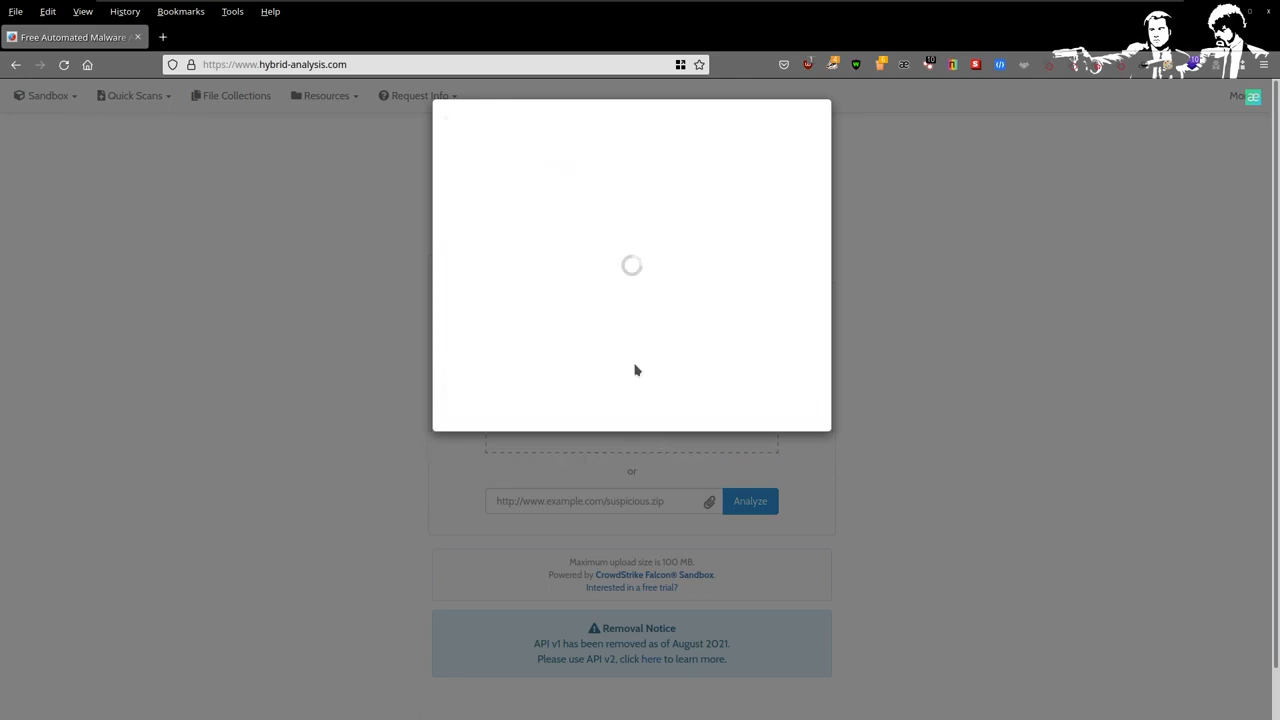 File Edit View History Bookmarks Tools Help
Free Automated Malware
https://www.hybrid-analysis.com
10
10
Sandbox Quick Scans File Collections Resources Request Info
æ
or
http://www.example.com/suspicious.zip Analyze
Maximum upload size is 100 MB.
Powered by CrowdStrike Falcon® Sandbox.
Interested in a free trial?
Removal Notice
API v1 has been removed as of August 2021.
Please use API v2, click here to learn more.